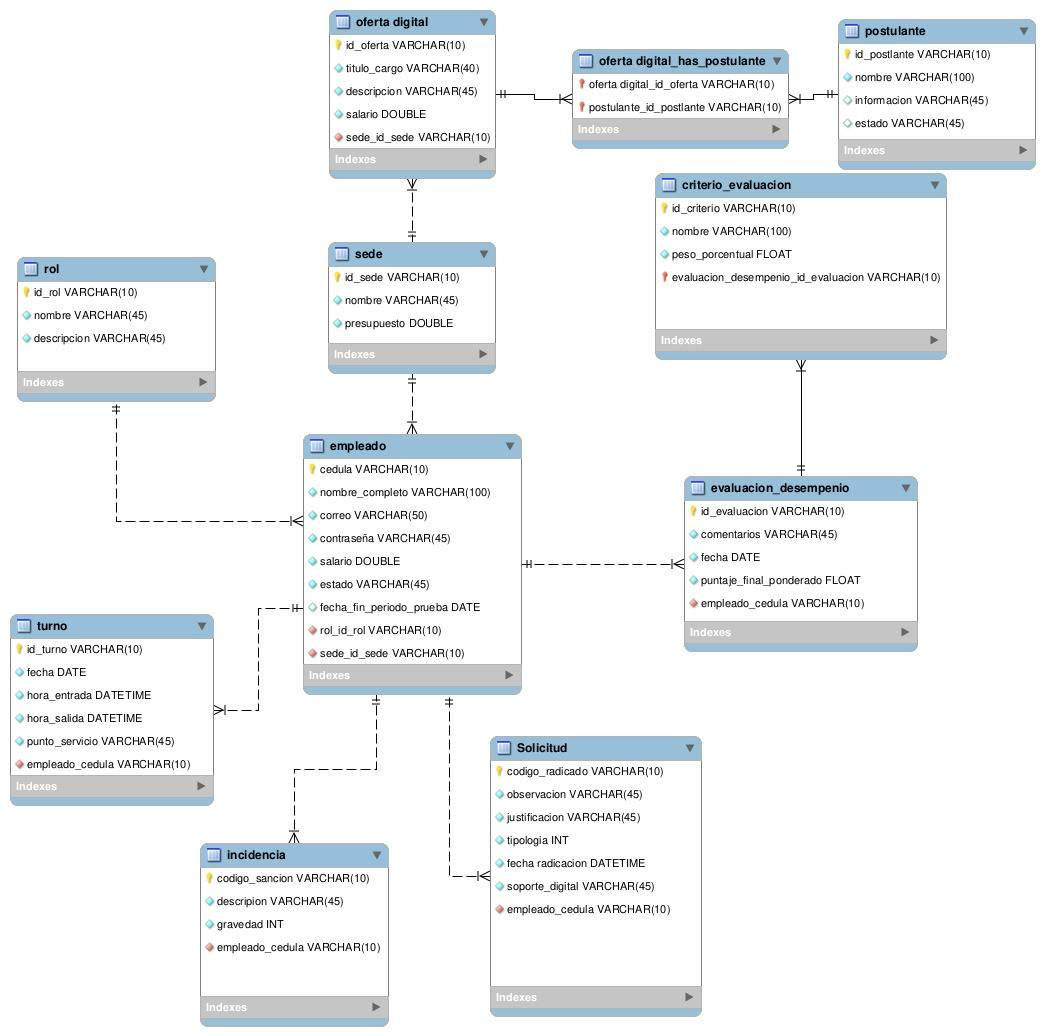 oferta digital
id_oferta VARCHAR(10)
titulo_cargo VARCHAR(40)
descripcion VARCHAR(45)
salario DOUBLE
sede_id_sede VARCHAR(10)
Indexes
oferta digital_has_postulante
oferta digital_id_oferta VARCHAR(10)
postulante_id_postlante VARCHAR(10)
Indexes
postulante
id_postlante VARCHAR(10)
nombre VARCHAR(100)
informacion VARCHAR(45)
estado VARCHAR(45)
Indexes
criterio_evaluacion
id_criterio VARCHAR(10)
nombre VARCHAR(100)
peso_porcentual FLOAT
evaluacion_desempenio_id_evaluacion VARCHAR(10)
Indexes
rol
id_rol VARCHAR(10)
nombre VARCHAR(45)
descripcion VARCHAR(45)
Indexes
sede
id_sede VARCHAR(10)
nombre VARCHAR(45)
presupuesto DOUBLE
Indexes
empleado
cedula VARCHAR(10)
nombre_completo VARCHAR(100)
correo VARCHAR(50)
contraseña VARCHAR(45)
salario DOUBLE
estado VARCHAR(45)
fecha_fin_periodo_prueba DATE
rol_id_rol VARCHAR(10)
sede_id_sede VARCHAR(10)
Indexes
evaluacion_desempenio
id_evaluacion VARCHAR(10)
comentarios VARCHAR(45)
fecha DATE
puntaje_final_ponderado FLOAT
empleado_cedula VARCHAR(10)
Indexes
turno
id_turno VARCHAR(10)
fecha DATE
hora_entrada DATETIME
hora_salida DATETIME
punto_servicio VARCHAR(45)
empleado_cedula VARCHAR(10)
Indexes
Solicitud
codigo_radicado VARCHAR(10)
observacion VARCHAR(45)
justificacion VARCHAR(45)
tipologia INT
fecha radicacion DATETIME
soporte_digital VARCHAR(45)
empleado_cedula VARCHAR(10)
Indexes
incidencia
codigo_sancion VARCHAR(10)
descripion VARCHAR(45)
gravedad INT
empleado_cedula VARCHAR(10)
Indexes